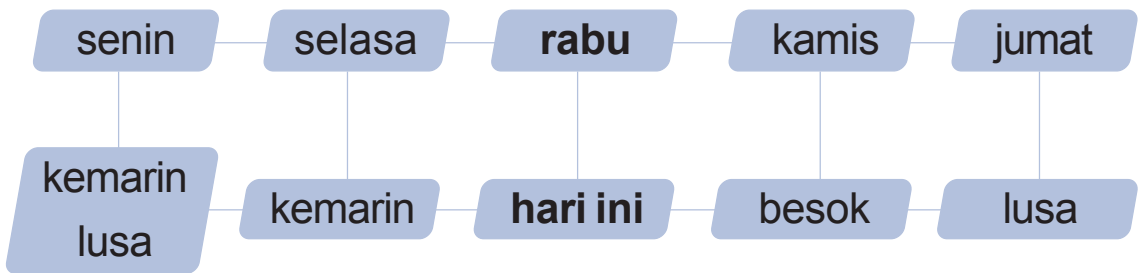 senin selasa rabu kamis jumat
kemarin
lusa
kemarin hari ini besok lusa